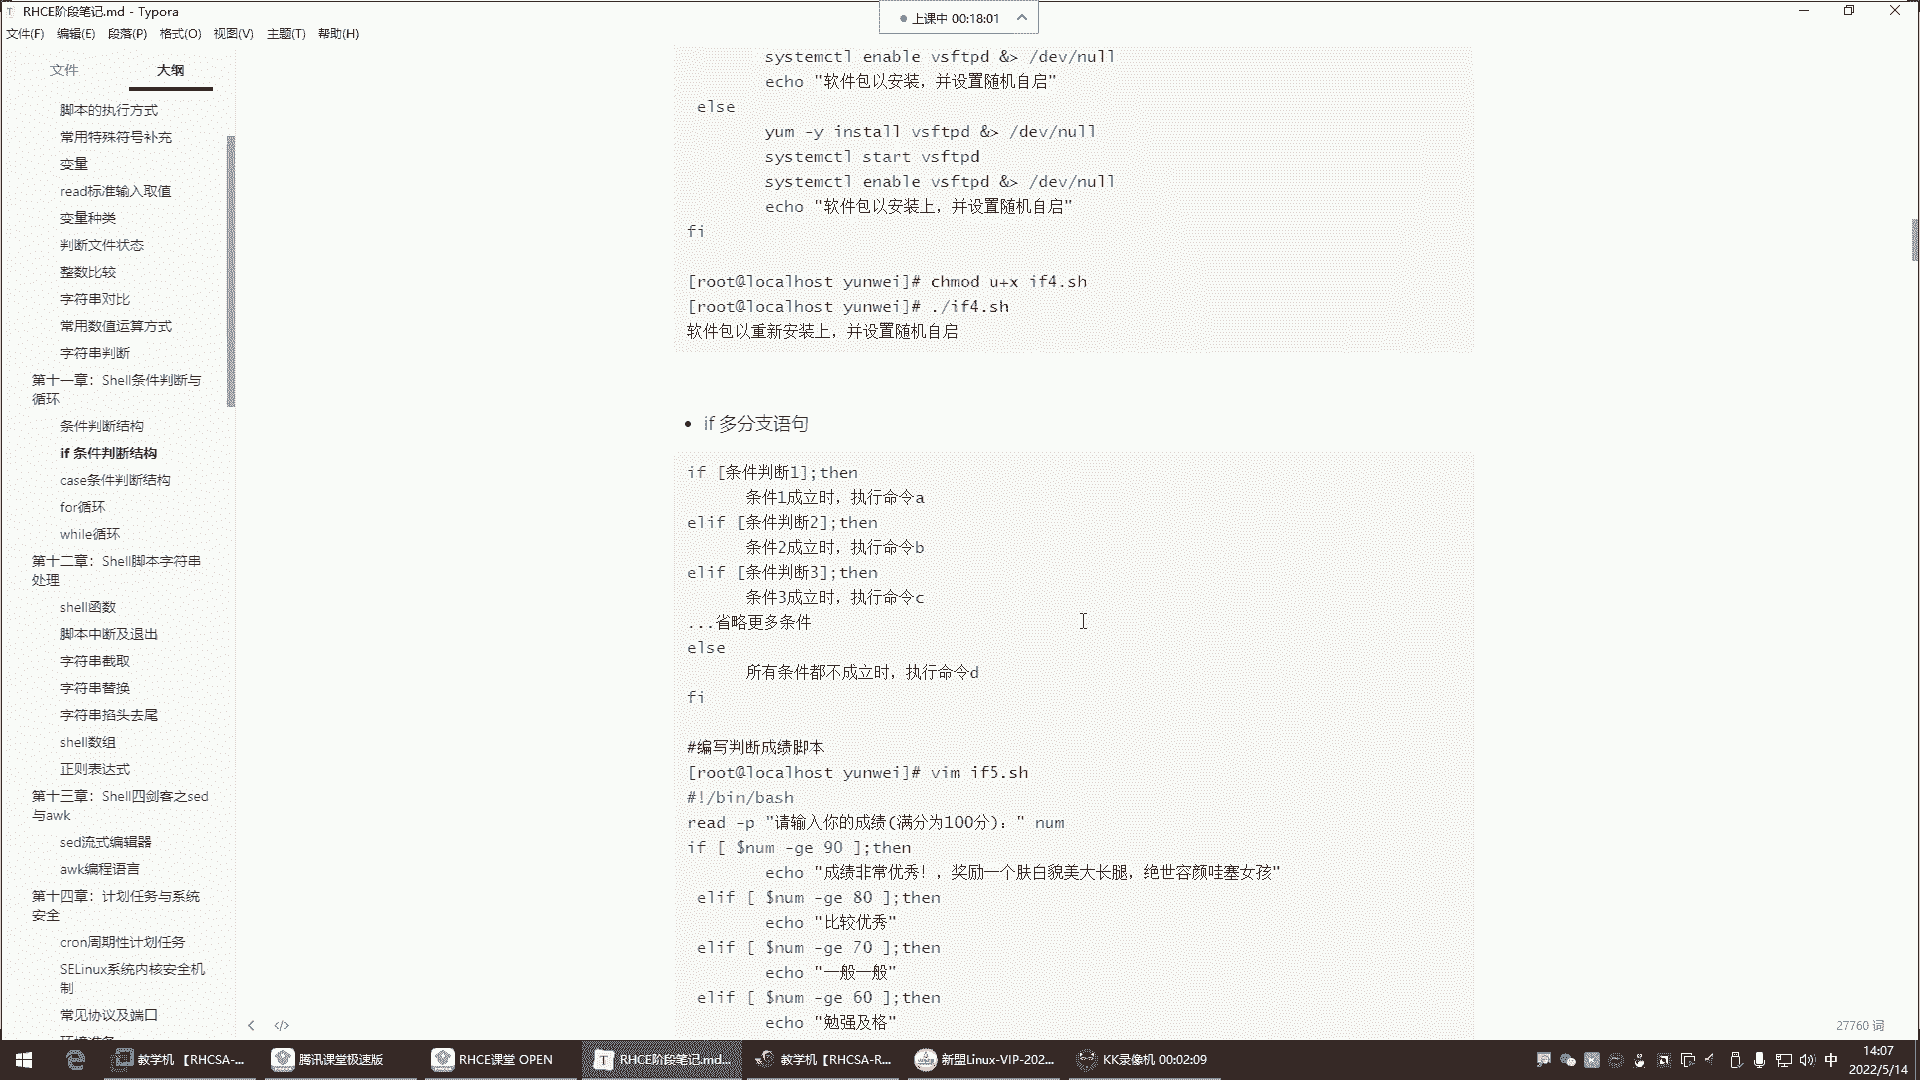 RHCE阶段笔记.md - Typora
上课中 00:18:01
文件(F) 编辑(E) 段落(P) 格式(O) 视图(V) 主题(T) 帮助(H)
文件 大纲
脚本的执行方式
常用特殊符号补充
变量
read标准输入取值
变量种类
判断文件状态
整数比较
字符串对比
常用数值运算方式
字符串判断
第十一章：Shell条件判断与
循环
条件判断结构
if 条件判断结构
case条件判断结构
for循环
while循环
第十二章：Shell脚本字符串
处理
shell函数
脚本中断及退出
字符串截取
字符串替换
字符串掐头去尾
shell数组
正则表达式
第十三章：Shell四剑客之sed
与awk
sed流式编辑器
awk编程语言
第十四章：计划任务与系统
安全
cron周期性计划任务
SELinux系统内核安全机
制
常见协议及端口
systemctl enable vsftpd &> /dev/null
echo "软件包以安装，并设置随机自启"
else
yum -y install vsftpd &> /dev/null
systemctl start vsftpd
systemctl enable vsftpd &> /dev/null
echo "软件包以安装上，并设置随机自启"
fi
[root@localhost yunwei]# chmod u+x if4.sh
[root@localhost yunwei]# ./if4.sh
软件包以重新安装上，并设置随机自启
• if 多分支语句
if [条件判断1];then
条件1成立时，执行命令a
elif [条件判断2];then
条件2成立时，执行命令b
elif [条件判断3];then
条件3成立时，执行命令c
...省略更多条件
else
所有条件都不成立时，执行命令d
fi
#编写判断成绩脚本
[root@localhost yunwei]# vim if5.sh
#!/bin/bash
read -p "请输入你的成绩(满分为100分)：" num
if [ $num -ge 90 ];then
echo "成绩非常优秀！，奖励一个肤白貌美大长腿，绝世容颜哇塞女孩"
elif [ $num -ge 80 ];then
echo "比较优秀"
elif [ $num -ge 70 ];then
echo "一般一般"
elif [ $num -ge 60 ];then
echo "勉强及格"
27760 词
教学机 【RHCSA-... 腾讯课堂极速版 RHCE课堂 OPEN RHCE阶段笔记.md... 教学机【RHCSA-R... 新盟Linux-VIP-202... KK录像机 00:02:09
中
14:07
2022/5/14